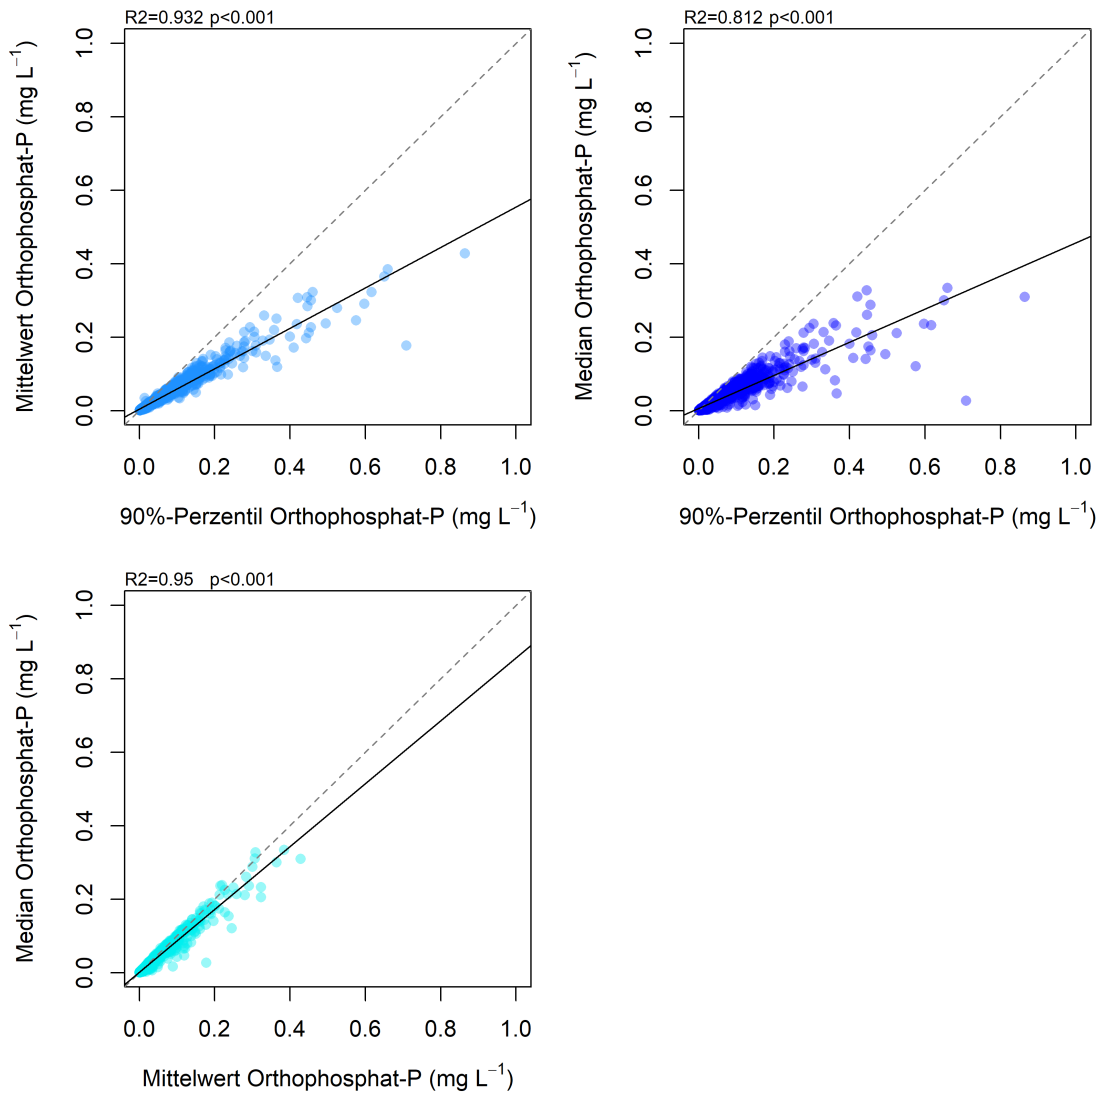 R2=0.932 p<0.001
Mittelwert Orthophosphat-P (mg L⁻¹)
1.0
0.8
0.6
0.4
0.2
0.0
0.0 0.2 0.4 0.6 0.8 1.0
90%-Perzentil Orthophosphat-P (mg L⁻¹)
R2=0.812 p<0.001
Median Orthophosphat-P (mg L⁻¹)
1.0
0.8
0.6
0.4
0.2
0.0
0.0 0.2 0.4 0.6 0.8 1.0
90%-Perzentil Orthophosphat-P (mg L⁻¹)
R2=0.95 p<0.001
Median Orthophosphat-P (mg L⁻¹)
1.0
0.8
0.6
0.4
0.2
0.0
0.0 0.2 0.4 0.6 0.8 1.0
Mittelwert Orthophosphat-P (mg L⁻¹)